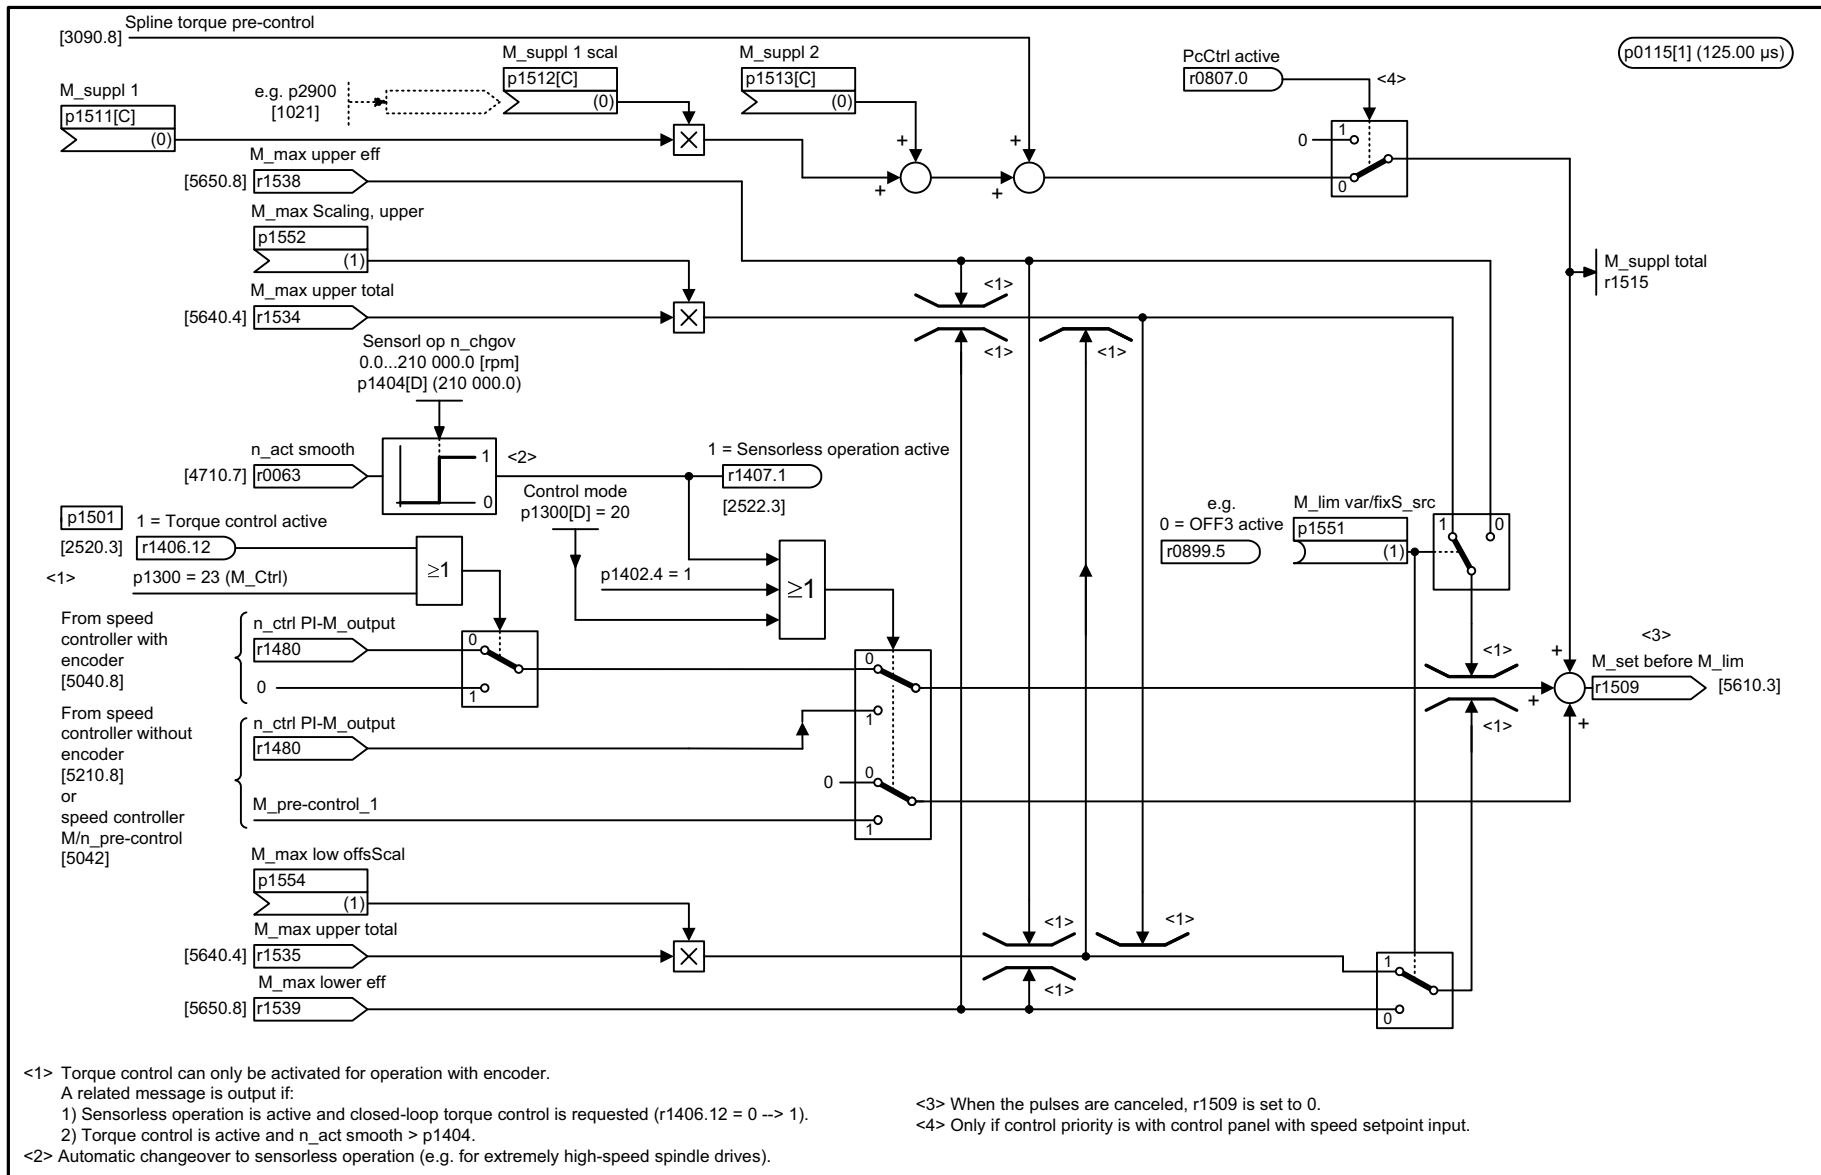 Spline torque pre-control
[3090.8]
M_suppl 1 scal
p1512[C]
(0)
M_suppl 2
p1513[C]
(0)
PcCtrl active
r0807.0
<4>
p0115[1] (125.00 µs)
M_suppl 1
p1511[C]
(0)
e.g. p2900
[1021]
+
+
+
+
0
1
0
M_max upper eff
[5650.8]
r1538
M_max Scaling, upper
p1552
(1)
M_max upper total
[5640.4]
r1534
<1>
<1>
<1>
M_suppl total
r1515
Sensorl op n_chgov
0.0...210 000.0 [rpm]
p1404[D] (210 000.0)
n_act smooth
[4710.7]
r0063
1
0
<2>
1 = Sensorless operation active
r1407.1
[2522.3]
Control mode
p1300[D] = 20
e.g.
0 = OFF3 active
r0899.5
M_lim var/fixS_src
p1551
(1)
1
0
p1501
1 = Torque control active
[2520.3]
r1406.12
<1>
p1300 = 23 (M_Ctrl)
≥1
p1402.4 = 1
≥1
From speed
controller with
encoder
[5040.8]
n_ctrl PI-M_output
r1480
0
0
1
0
1
<1>
<1>
+
+
+
<3>
M_set before M_lim
r1509
[5610.3]
From speed
controller without
encoder
[5210.8]
or
speed controller
M/n_pre-control
[5042]
n_ctrl PI-M_output
r1480
0
0
1
M_pre-control_1
M_max low offsScal
p1554
(1)
M_max upper total
[5640.4]
r1535
<1>
<1>
<1>
M_max lower eff
[5650.8]
r1539
1
0
<1> Torque control can only be activated for operation with encoder.
A related message is output if:
1) Sensorless operation is active and closed-loop torque control is requested (r1406.12 = 0 --> 1).
2) Torque control is active and n_act smooth > p1404.
<2> Automatic changeover to sensorless operation (e.g. for extremely high-speed spindle drives).
<3> When the pulses are canceled, r1509 is set to 0.
<4> Only if control priority is with control panel with speed setpoint input.